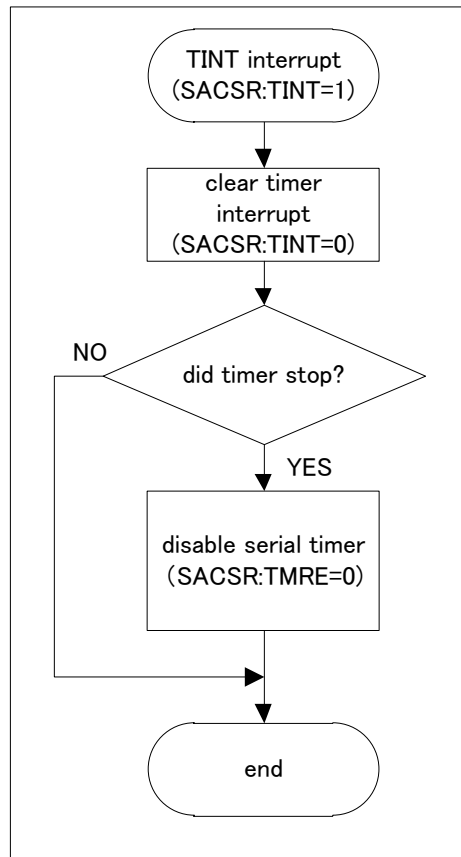 TINT interrupt
(SACSR:TINT=1)
clear timer
interrupt
(SACSR:TINT=0)
did timer stop?
NO
YES
disable serial timer
(SACSR:TMRE=0)
end